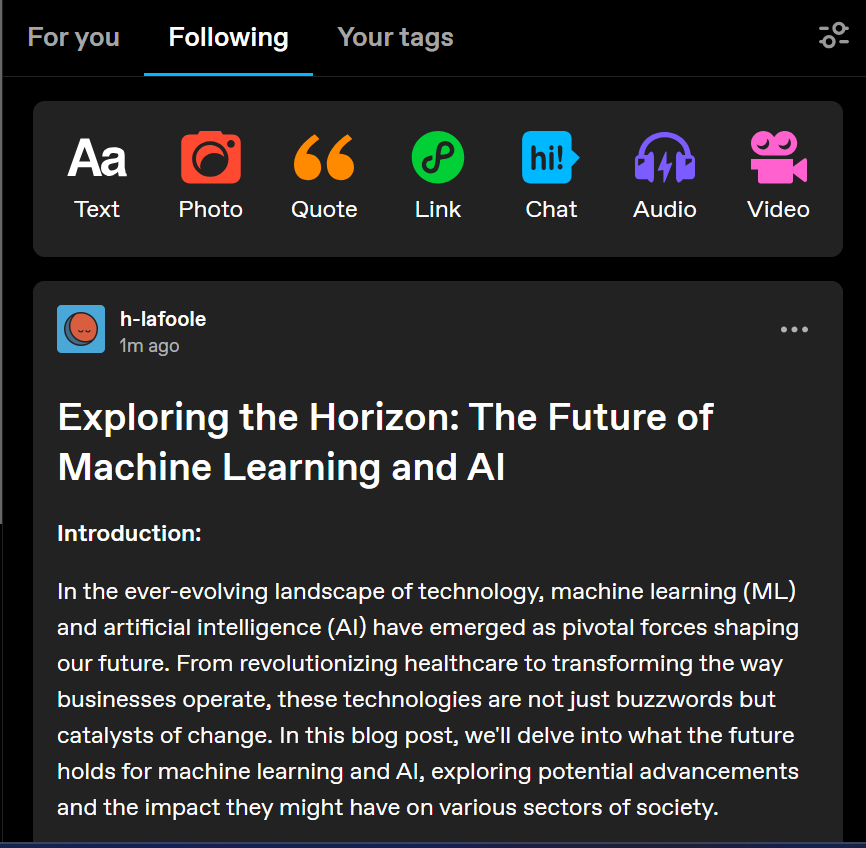 For you Following Your tags
Aa
hi!
Text Photo Quote Link Chat Audio Video
h-lafoole
1m ago
Exploring the Horizon: The Future of
Machine Learning and AI
Introduction:
In the ever-evolving landscape of technology, machine learning (ML)
and artificial intelligence (AI) have emerged as pivotal forces shaping
our future. From revolutionizing healthcare to transforming the way
businesses operate, these technologies are not just buzzwords but
catalysts of change. In this blog post, we'll delve into what the future
holds for machine learning and AI, exploring potential advancements
and the impact they might have on various sectors of society.